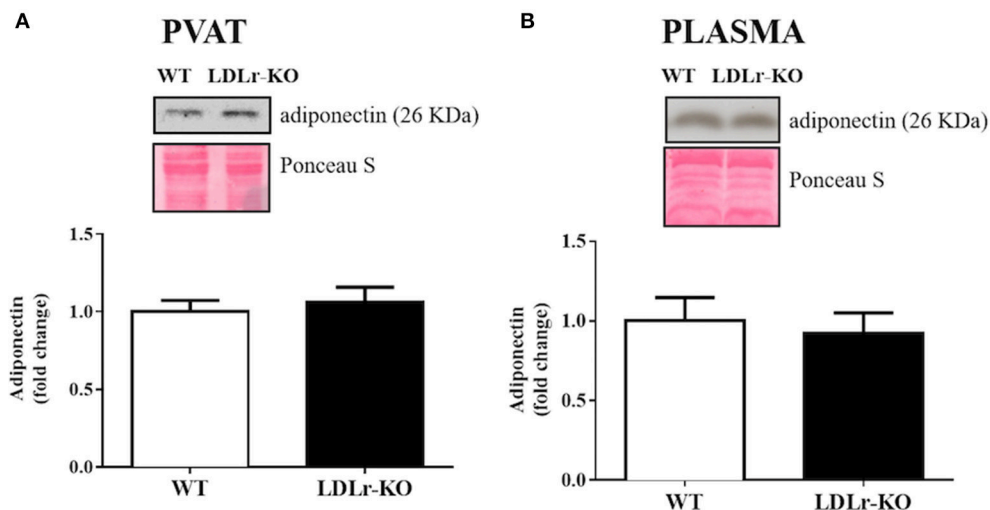 A
PVAT
WT LDLr-KO
adiponectin (26 KDa)
Ponceau S
1.5
1.0
0.5
0.0
Adiponectin
(fold change)
WT LDLr-KO
B
PLASMA
WT LDLr-KO
adiponectin (26 KDa)
Ponceau S
1.5
1.0
0.5
0.0
Adiponectin
(fold change)
WT LDLr-KO